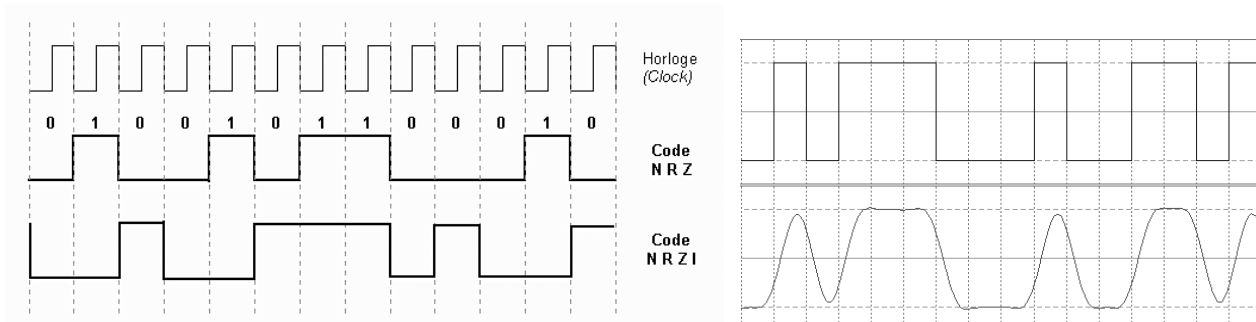 Horloge
(Clock)
0 1 0 0 1 0 1 1 0 0 0 1 0
Code
N R Z
Code
N R Z I